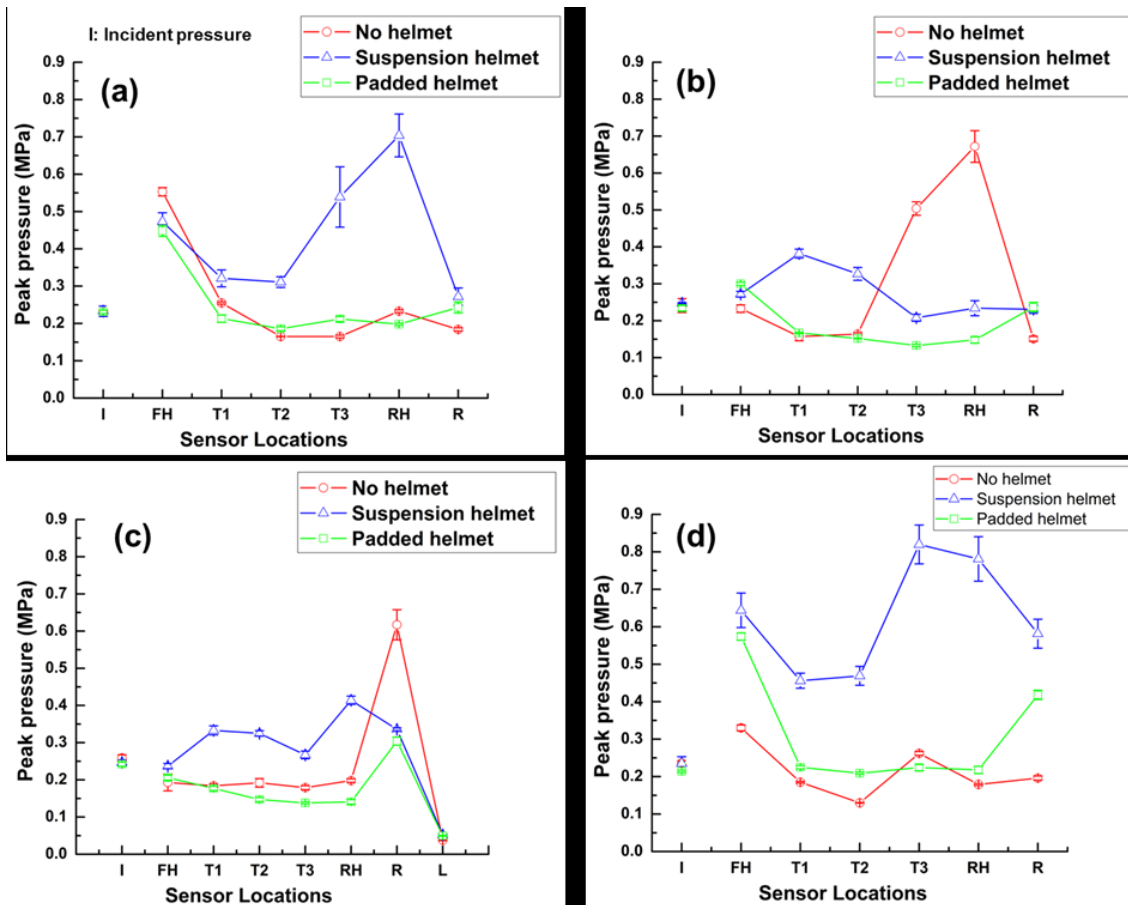 I: Incident pressure
No helmet
Suspension helmet
Padded helmet
(a)
Peak pressure (MPa)
0.9
0.8
0.7
0.6
0.5
0.4
0.3
0.2
0.1
0.0
I FH T1 T2 T3 RH R
Sensor Locations
No helmet
Suspension helmet
Padded helmet
(b)
Peak pressure (MPa)
0.9
0.8
0.7
0.6
0.5
0.4
0.3
0.2
0.1
0.0
I FH T1 T2 T3 RH R
Sensor Locations
No helmet
Suspension helmet
Padded helmet
(c)
Peak pressure (MPa)
0.9
0.8
0.7
0.6
0.5
0.4
0.3
0.2
0.1
0.0
I FH T1 T2 T3 RH R L
Sensor Locations
No helmet
Suspension helmet
Padded helmet
(d)
Peak pressure (MPa)
0.9
0.8
0.7
0.6
0.5
0.4
0.3
0.2
0.1
0.0
I FH T1 T2 T3 RH R
Sensor Locations